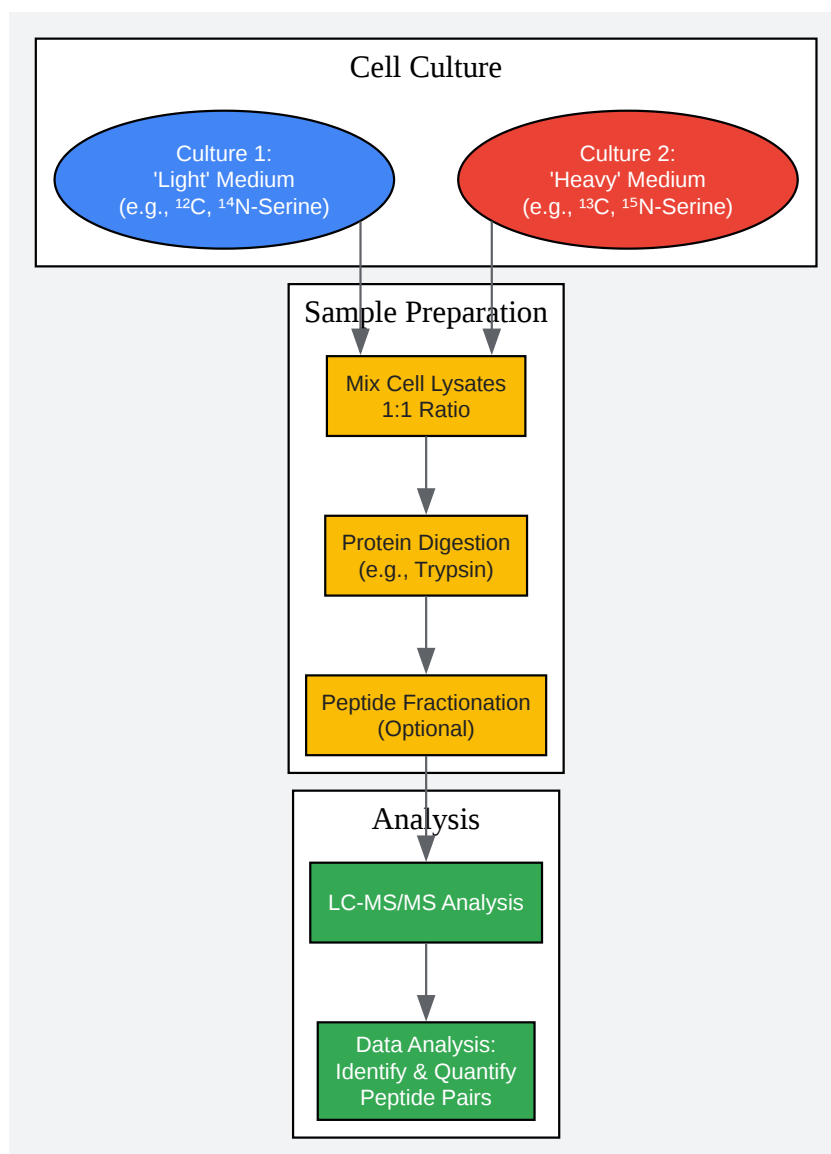 Cell Culture
Culture 1:
'Light' Medium
(e.g., ¹²C, ¹⁴N-Serine)
Culture 2:
'Heavy' Medium
(e.g., ¹³C, ¹⁵N-Serine)
Sample Preparation
Mix Cell Lysates
1:1 Ratio
Protein Digestion
(e.g., Trypsin)
Peptide Fractionation
(Optional)
Analysis
LC-MS/MS Analysis
Data Analysis:
Identify & Quantify
Peptide Pairs